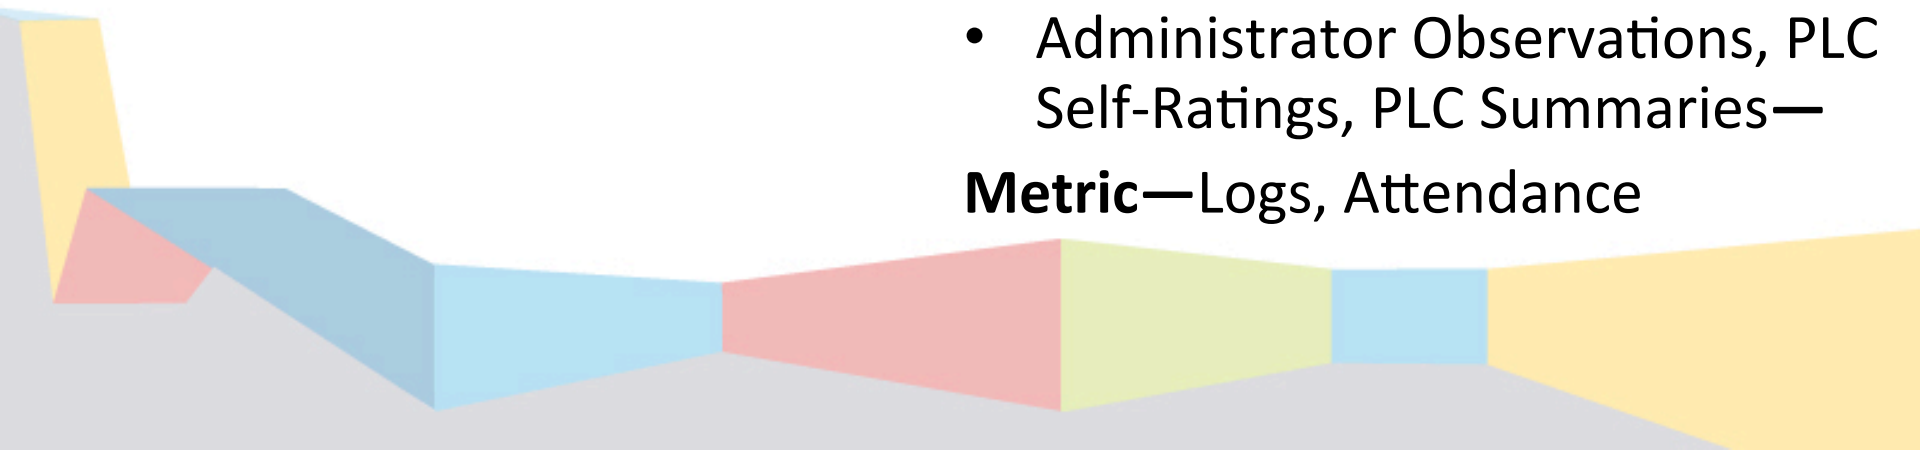 • Administrator Observations, PLC
Self-Ratings, PLC Summaries—
Metric—Logs, Attendance